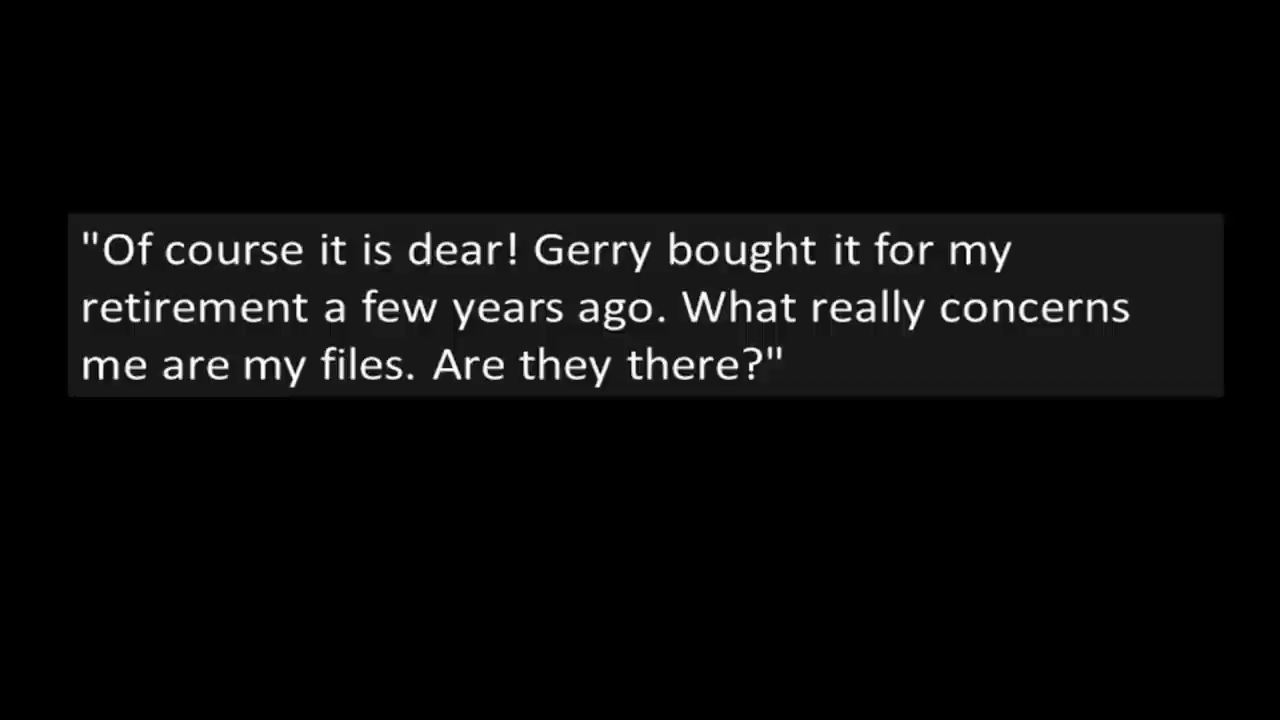 "Of course it is dear! Gerry bought it for my
retirement a few years ago. What really concerns
me are my files. Are they there?"